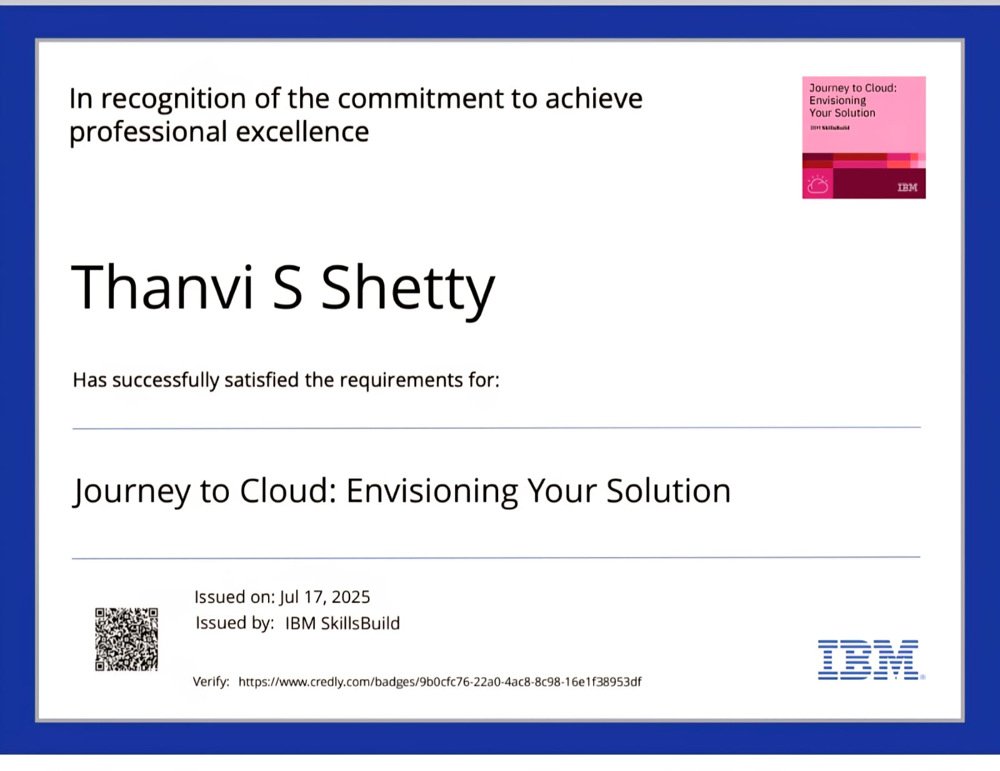 In recognition of the commitment to achieve
professional excellence
Journey to Cloud:
Envisioning
Your Solution
IBM SkillsBuild
IBM
Thanvi S Shetty
Has successfully satisfied the requirements for:
Journey to Cloud: Envisioning Your Solution
Issued on: Jul 17, 2025
Issued by: IBM SkillsBuild
Verify: https://www.credly.com/badges/9b0cfc76-22a0-4ac8-8c98-16e1f38953df
IBM®